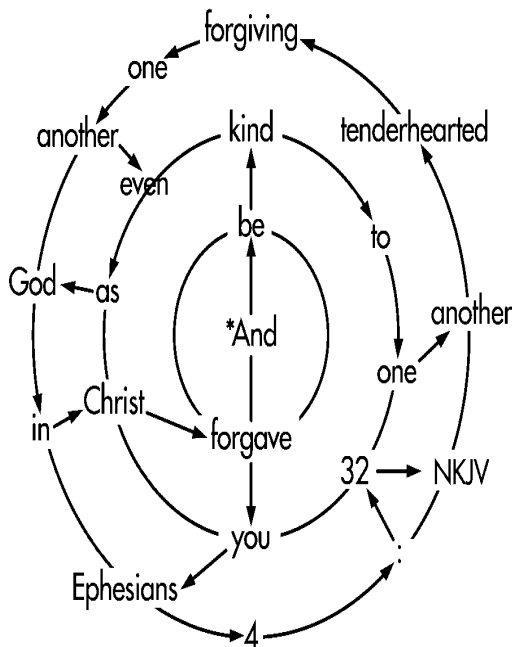 *And
be
kind
to
one
another
tenderhearted
forgiving
one
another
even
as
God
in
Christ
forgave
you
Ephesians
4
:
32
NKJV